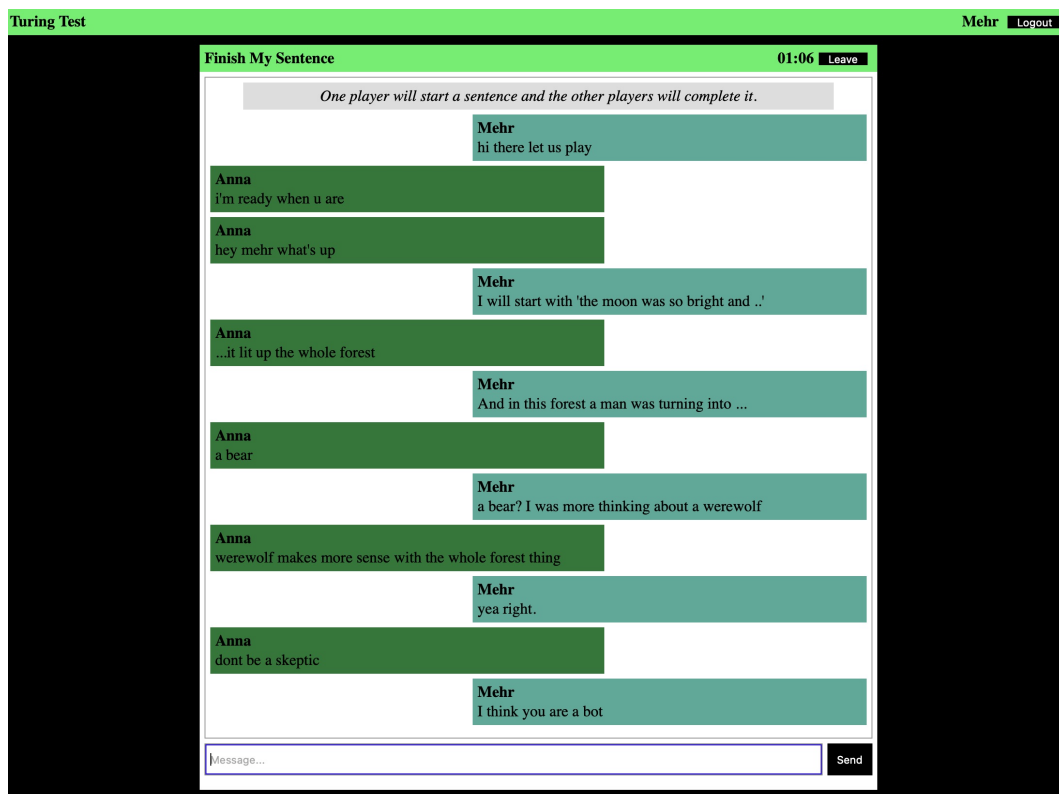 Turing Test
Mehr Logout
Finish My Sentence
01:06 Leave
One player will start a sentence and the other players will complete it.
Mehr
hi there let us play
Anna
i'm ready when u are
Anna
hey mehr what's up
Mehr
I will start with 'the moon was so bright and ..'
Anna
...it lit up the whole forest
Mehr
And in this forest a man was turning into ...
Anna
a bear
Mehr
a bear? I was more thinking about a werewolf
Anna
werewolf makes more sense with the whole forest thing
Mehr
yea right.
Anna
dont be a skeptic
Mehr
I think you are a bot
Message...
Send